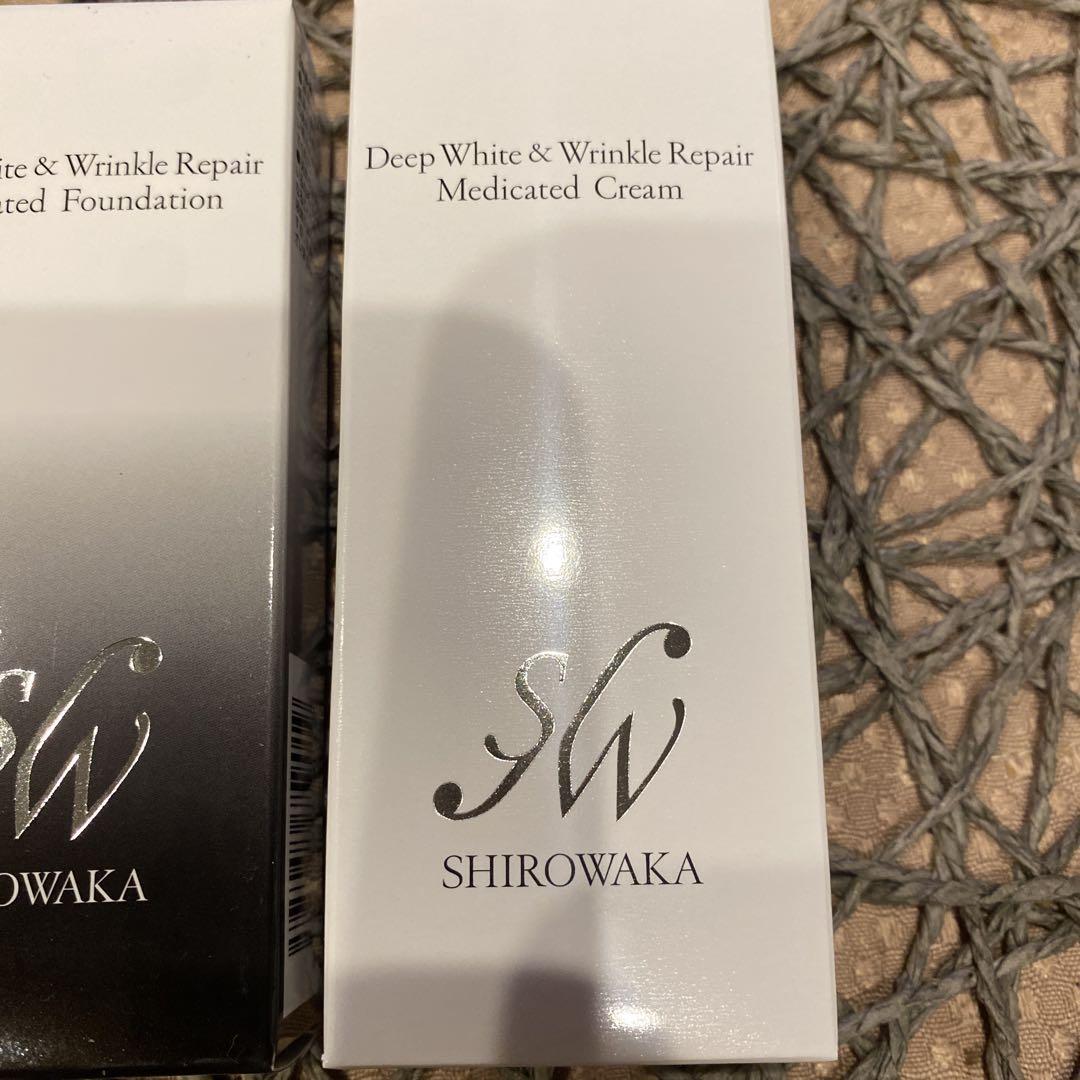 ite & Wrinkle Repair
ated Foundation
SW
OWAKA
Deep White & Wrinkle Repair
Medicated Cream
SW
SHIROWAKA